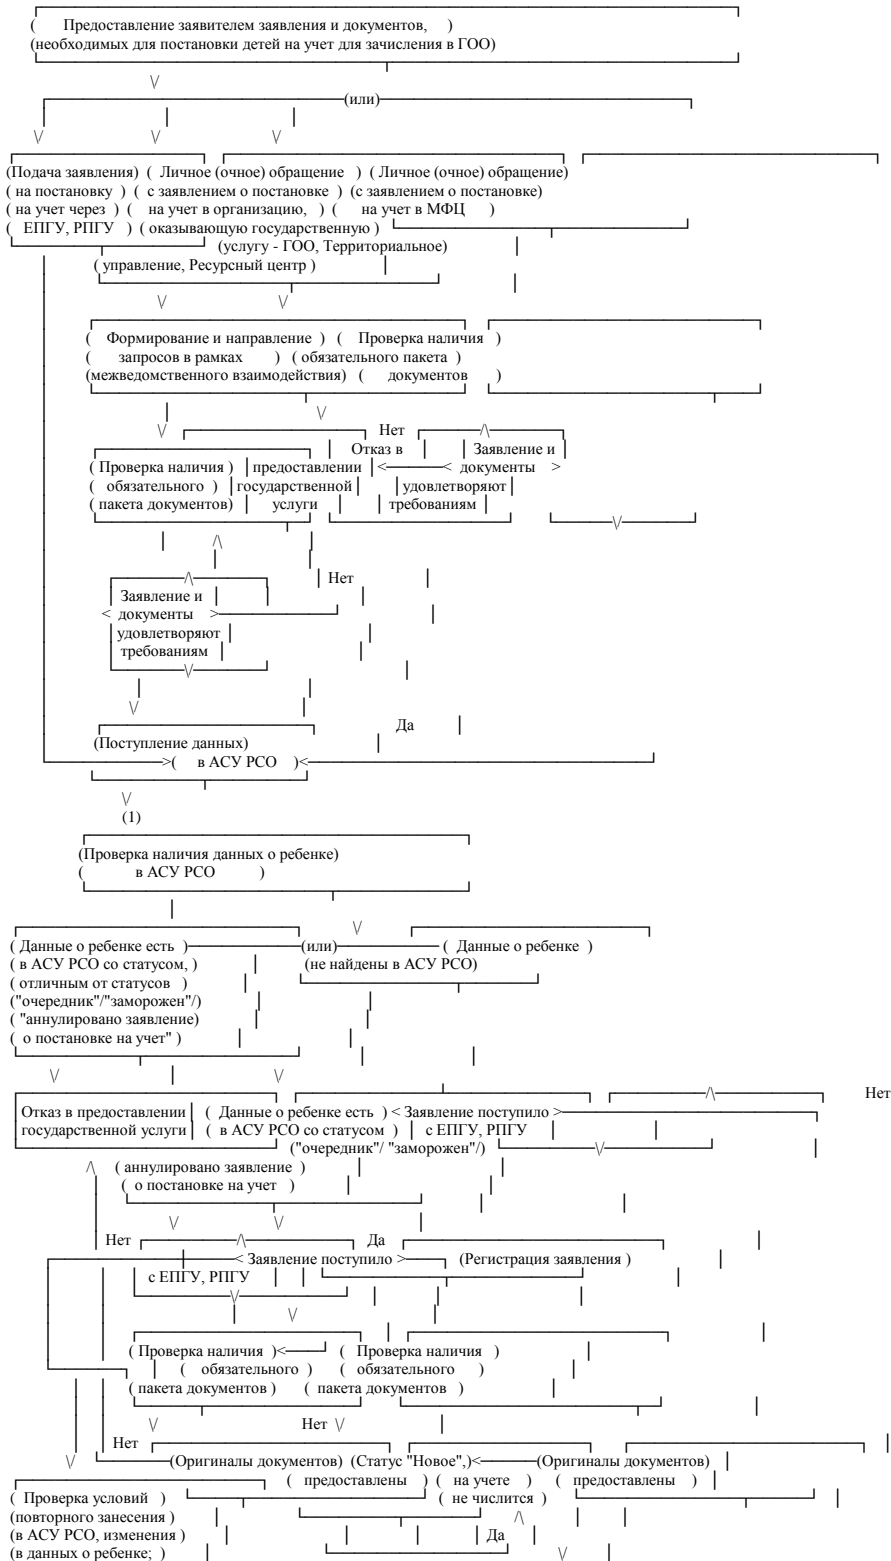 ( Предоставление заявителем заявления и документов, )
(необходимых для постановки детей на учет для зачисления в ГОО)
(или)
(Подача заявления) ( Личное (очное) обращение ) ( Личное (очное) обращение)
( на постановку ) ( с заявлением о постановке ) (с заявлением о постановке)
( на учет через ) ( на учет в организацию, ) ( на учет в МФЦ )
( ЕПГУ, РПГУ ) ( оказывающую государственную )
(услугу - ГОО, Территориальное)
( управление, Ресурсный центр )
( Формирование и направление ) ( Проверка наличия )
( запросов в рамках ) ( обязательного пакета )
(межведомственного взаимодействия) ( документов )
Нет
Отказ в Заявление и
( Проверка наличия ) предоставлении <───< документы >
( обязательного ) государственной удовлетворяют
( пакета документов) услуги требованиям
Нет
Заявление и
< документы >
удовлетворяют
требованиям
Да
(Поступление данных)
>( в АСУ РСО )<
(1)
(Проверка наличия данных о ребенке)
( в АСУ РСО )
( Данные о ребенке есть )───(или)─── ( Данные о ребенке )
( в АСУ РСО со статусом, ) (не найдены в АСУ РСО)
( отличным от статусов )
("очередник"/"заморожен"/)
( "аннулировано заявление)
( о постановке на учет" )
Нет
Отказ в предоставлении ( Данные о ребенке есть ) < Заявление поступило >
государственной услуги ( в АСУ РСО со статусом ) с ЕПГУ, РПГУ
("очередник"/ "заморожен"/)
( аннулировано заявление )
( о постановке на учет )
Нет Да
< Заявление поступило > (Регистрация заявления )
с ЕПГУ, РПГУ
( Проверка наличия )< ( Проверка наличия )
( обязательного ) ( обязательного )
( пакета документов ) ( пакета документов )
Нет
Нет
(Оригиналы документов) (Статус "Новое",)<───(Оригиналы документов)
( предоставлены ) ( на учете ) ( предоставлены )
( Проверка условий ) ( не числится )
(повторного занесения )
(в АСУ РСО, изменения ) Да
(в данных о ребенке; )